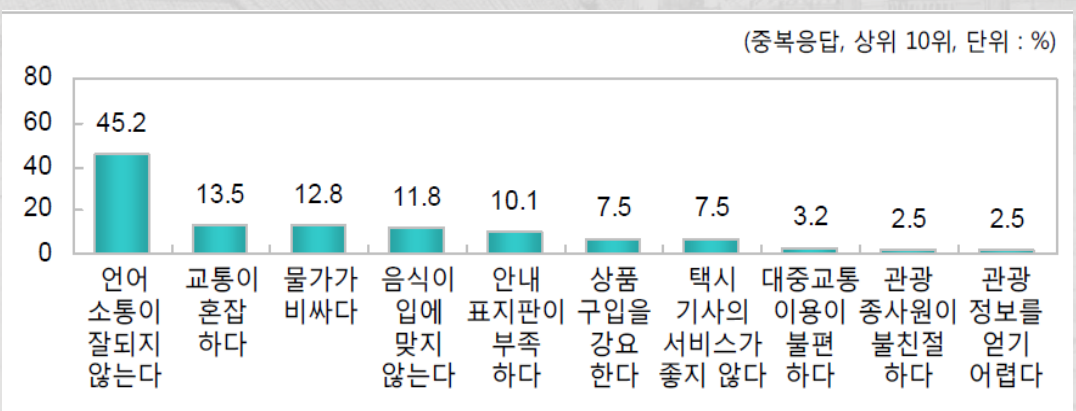 (중복응답, 상위 10위, 단위 : %)
80
60
40
20
0
45.2
13.5
12.8
11.8
10.1
7.5
7.5
3.2
2.5
2.5
언어
소통이
잘되지
않는다
교통이
혼잡
하다
물가가
비싸다
음식이
입에
맞지
않는다
안내
표지판이
부족
하다
상품
구입을
강요
한다
택시
기사의
서비스가
좋지 않다
대중교통
이용이
불편
하다
관광
종사원이
불친절
하다
관광
정보를
얻기
어렵다